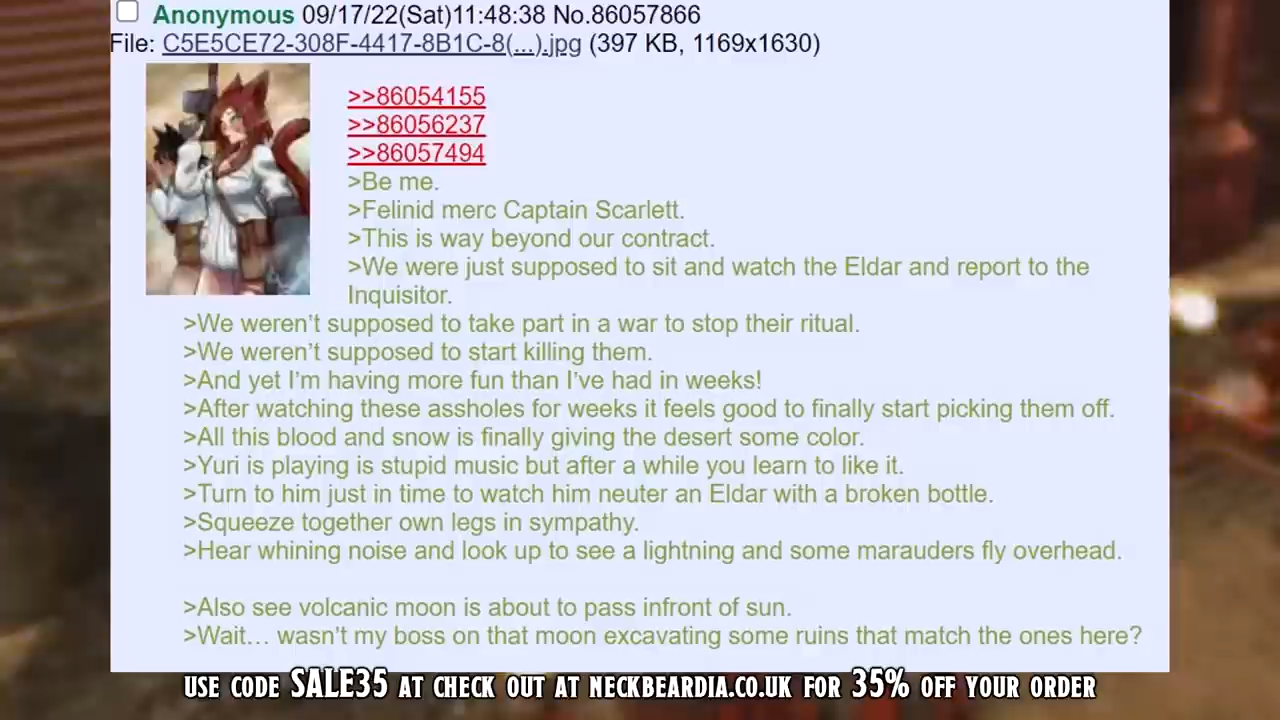 Anonymous 09/17/22(Sat)11:48:38 No.86057866
File: C5E5CE72-308F-4417-8B1C-8(...).jpg (397 KB, 1169x1630)
>>86054155
>>86056237
>>86057494
>Be me.
>Felinid merc Captain Scarlett.
>This is way beyond our contract.
>We were just supposed to sit and watch the Eldar and report to the
Inquisitor.
>We weren't supposed to take part in a war to stop their ritual.
>We weren't supposed to start killing them.
>And yet I'm having more fun than I've had in weeks!
>After watching these assholes for weeks it feels good to finally start picking them off.
>All this blood and snow is finally giving the desert some color.
>Yuri is playing is stupid music but after a while you learn to like it.
>Turn to him just in time to watch him neuter an Eldar with a broken bottle.
>Squeeze together own legs in sympathy.
>Hear whining noise and look up to see a lightning and some marauders fly overhead.
>Also see volcanic moon is about to pass infront of sun.
>Wait… wasn't my boss on that moon excavating some ruins that match the ones here?
USE CODE SALE35 AT CHECK OUT AT NECKBEARDIA.CO.UK FOR 35% OFF YOUR ORDER